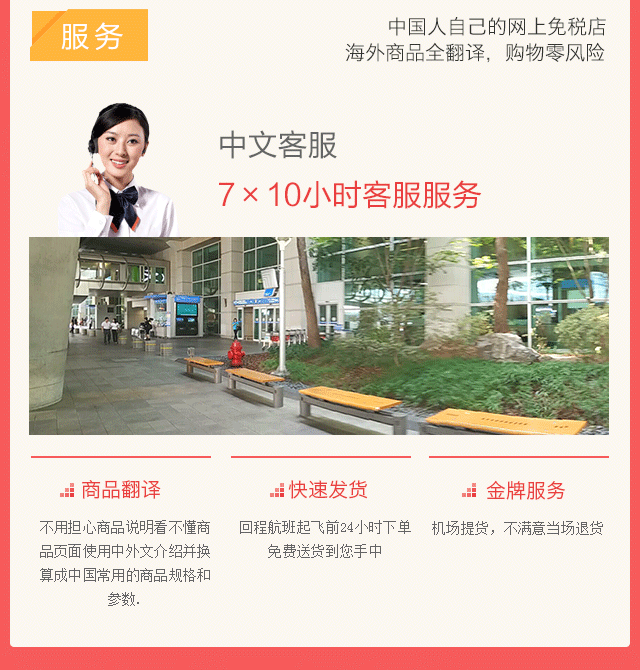 服务
中国人自己的网上免税店
海外商品全翻译，购物零风险
中文客服
7×10小时客服服务
商品翻译
不用担心商品说明看不懂商
品页面使用中外文介绍并换
算成中国常用的商品规格和
参数.
快速发货
回程航班起飞前24小时下单
免费送货到您手中
金牌服务
机场提货，不满意当场退货